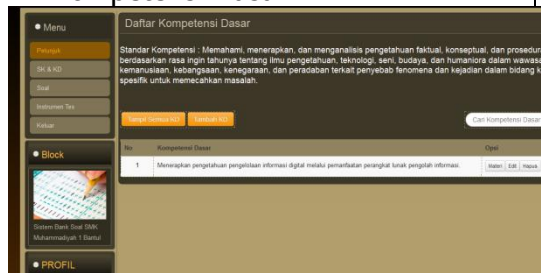 Menu
Petunjuk
SK & KD
Soal
Instrumen Tes
Keluar
Block
Sistem Bank Soal SMK
Muhammadiyah 1 Bantul
PROFIL
Daftar Kompetensi Dasar
Standar Kompetensi : Memahami, menerapkan, dan menganalisis pengetahuan faktual, konseptual, dan prosedura
berdasarkan rasa ingin tahunya tentang ilmu pengetahuan, teknologi, seni, budaya, dan humaniora dalam wawasa
kemanusiaan, kebangsaan, kenegaraan, dan peradaban terkait penyebab fenomena dan kejadian dalam bidang k
spesifik untuk memecahkan masalah.
Tampil Semua KD Tambah KD Cari Kompetensi Dasar
No Kompetensi Dasar Opsi
1 Menerapkan pengetahuan pengelolaan informasi digital melalui pemanfaatan perangkat lunak pengolah informasi. Materi Edit Hapus